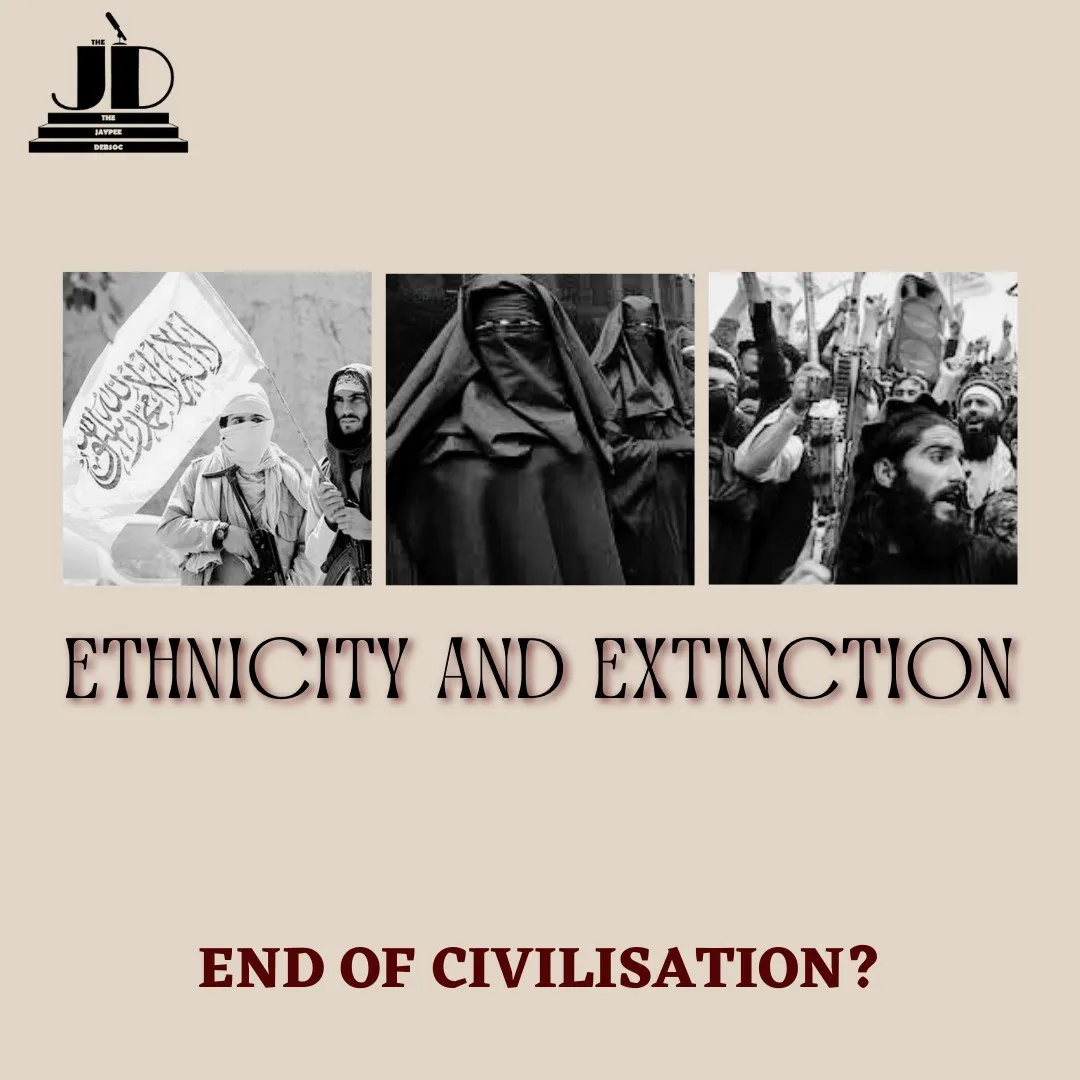 THE
JD
THE
JAYPEE
DEBSOC
ETHNICITY AND EXTINCTION
END OF CIVILISATION?